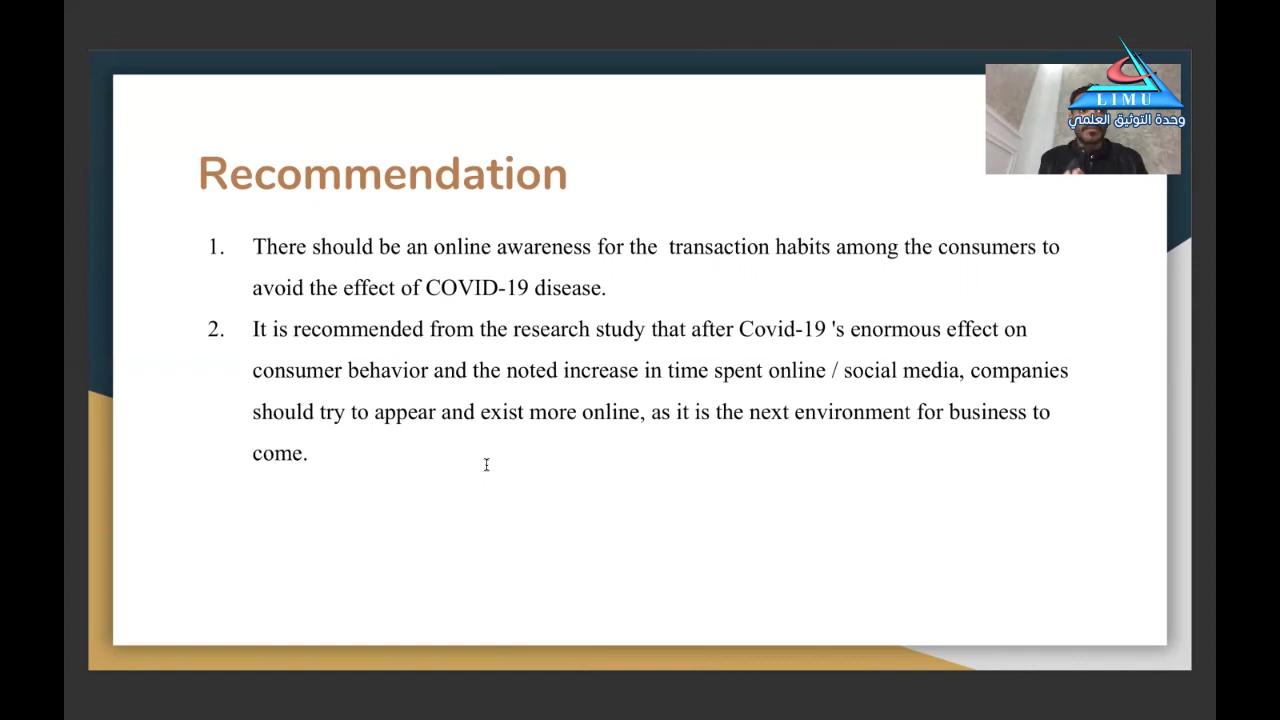 LIMU
وحدة التوثيق العلمي
Recommendation
1. There should be an online awareness for the transaction habits among the consumers to
avoid the effect of COVID-19 disease.
2. It is recommended from the research study that after Covid-19 's enormous effect on
consumer behavior and the noted increase in time spent online / social media, companies
should try to appear and exist more online, as it is the next environment for business to
come.